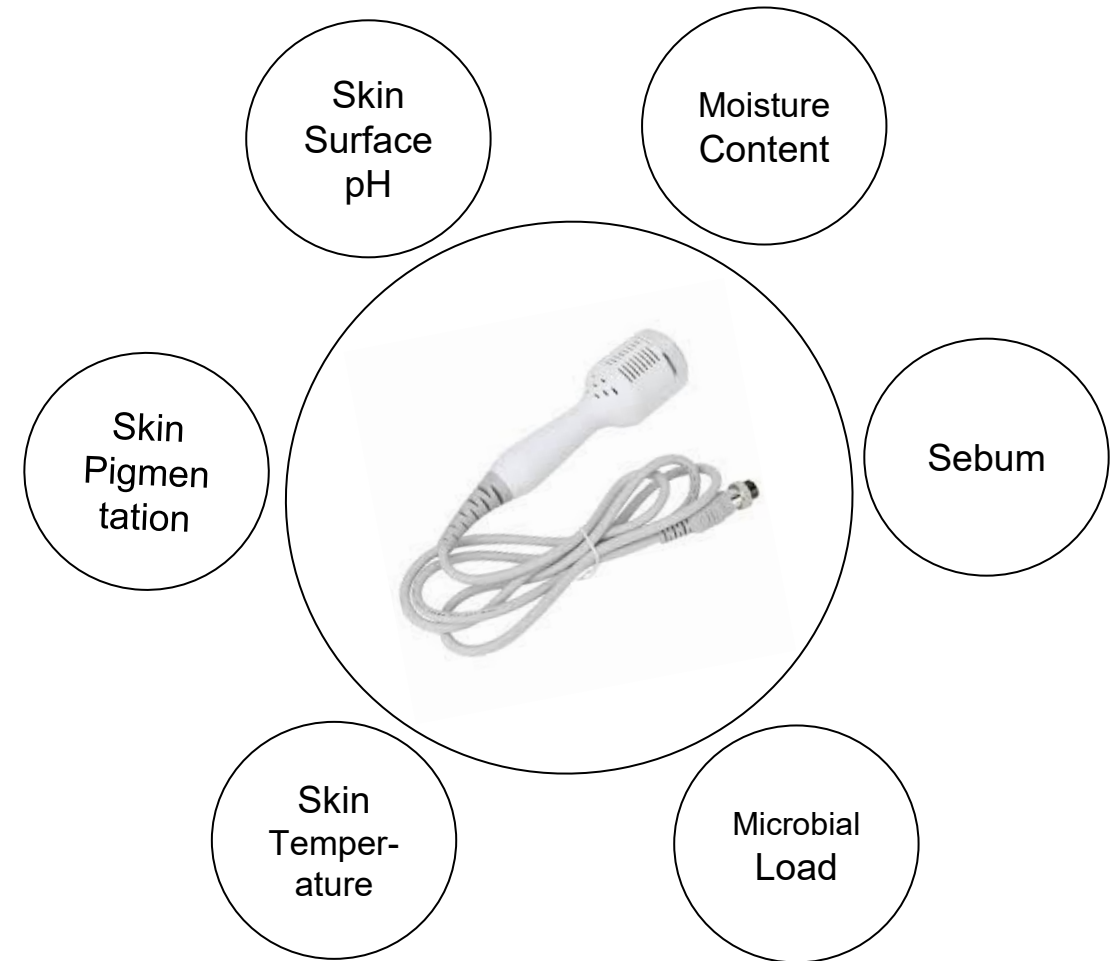 Skin
Surface
pH
Moisture
Content
Skin
Pigmen
tation
Sebum
Skin
Temper-
ature
Microbial
Load